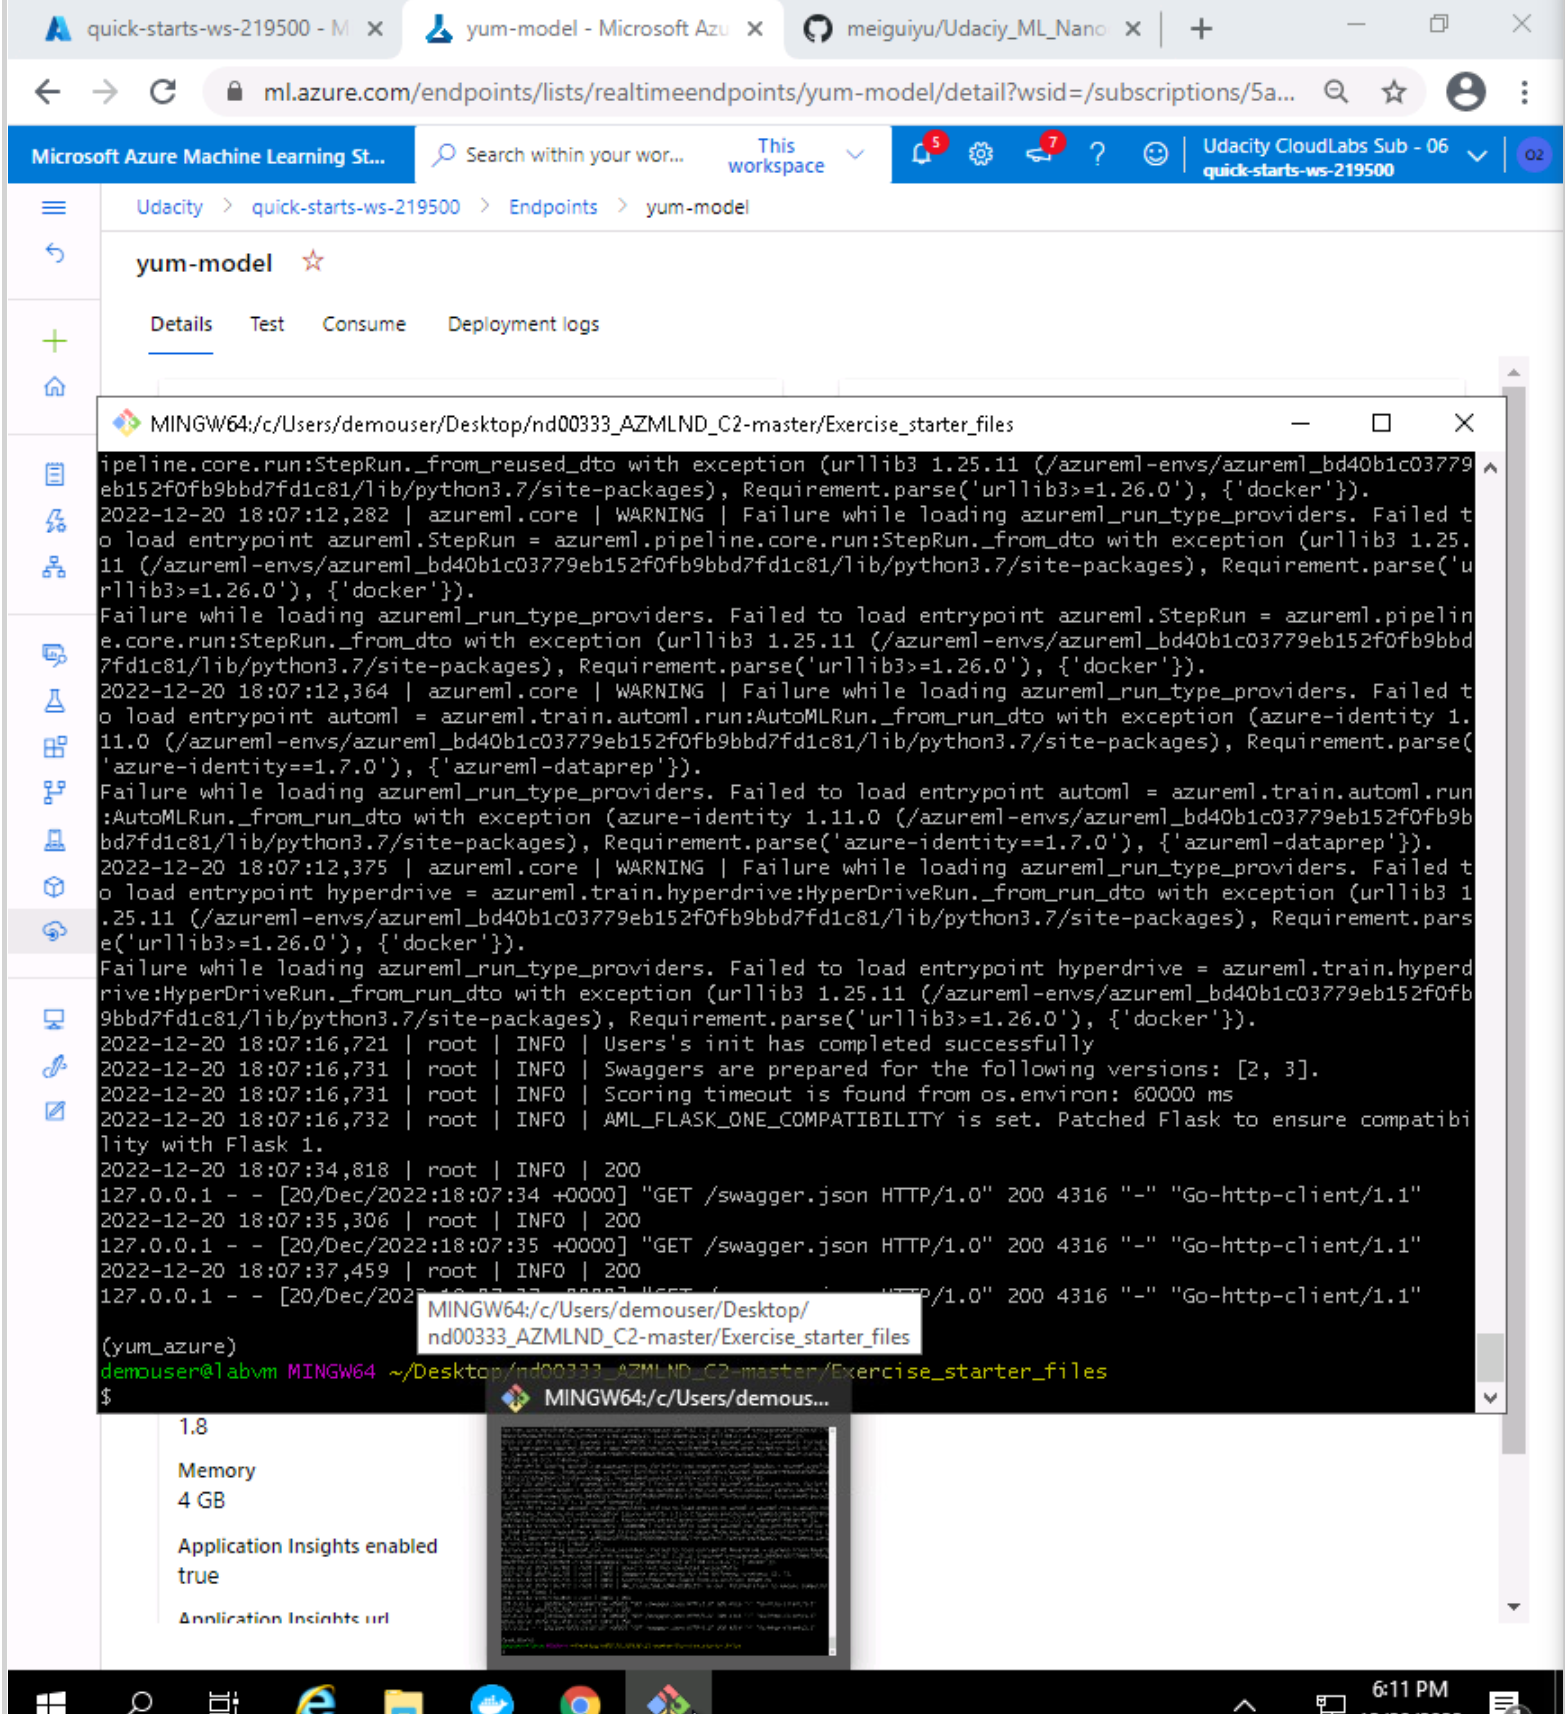 quick-starts-ws-219500 - M
yum-model - Microsoft Azu
meiguiyu/Udaciy_ML_Nano
ml.azure.com/endpoints/lists/realtimeendpoints/yum-model/detail?wsid=/subscriptions/5a...
Microsoft Azure Machine Learning St...
Search within your wor...
This workspace
5
7
?
Udacity CloudLabs Sub - 06
quick-starts-ws-219500
O2
Udacity > quick-starts-ws-219500 > Endpoints > yum-model
yum-model
Details Test Consume Deployment logs
MINGW64:/c/Users/demouser/Desktop/nd00333_AZMLND_C2-master/Exercise_starter_files
ipeline.core.run:StepRun._from_reused_dto with exception (urllib3 1.25.11 (/azureml-envs/azureml_bd40b1c03779
eb152f0fb9bbd7fd1c81/lib/python3.7/site-packages), Requirement.parse('urllib3>=1.26.0'), {'docker'}).
2022-12-20 18:07:12,282 | azureml.core | WARNING | Failure while loading azureml_run_type_providers. Failed t
o load entrypoint azureml.StepRun = azureml.pipeline.core.run:StepRun._from_dto with exception (urllib3 1.25.
11 (/azureml-envs/azureml_bd40b1c03779eb152f0fb9bbd7fd1c81/lib/python3.7/site-packages), Requirement.parse('u
rllib3>=1.26.0'), {'docker'}).
Failure while loading azureml_run_type_providers. Failed to load entrypoint azureml.StepRun = azureml.pipelin
e.core.run:StepRun._from_dto with exception (urllib3 1.25.11 (/azureml-envs/azureml_bd40b1c03779eb152f0fb9bbd
7fd1c81/lib/python3.7/site-packages), Requirement.parse('urllib3>=1.26.0'), {'docker'}).
2022-12-20 18:07:12,364 | azureml.core | WARNING | Failure while loading azureml_run_type_providers. Failed t
o load entrypoint automl = azureml.train.automl.run:AutoMLRun._from_run_dto with exception (azure-identity 1.
11.0 (/azureml-envs/azureml_bd40b1c03779eb152f0fb9bbd7fd1c81/lib/python3.7/site-packages), Requirement.parse(
'azure-identity==1.7.0'), {'azureml-dataprep'}).
Failure while loading azureml_run_type_providers. Failed to load entrypoint automl = azureml.train.automl.run
:AutoMLRun._from_run_dto with exception (azure-identity 1.11.0 (/azureml-envs/azureml_bd40b1c03779eb152f0fb9b
bd7fd1c81/lib/python3.7/site-packages), Requirement.parse('azure-identity==1.7.0'), {'azureml-dataprep'}).
2022-12-20 18:07:12,375 | azureml.core | WARNING | Failure while loading azureml_run_type_providers. Failed t
o load entrypoint hyperdrive = azureml.train.hyperdrive:HyperDriveRun._from_run_dto with exception (urllib3 1
.25.11 (/azureml-envs/azureml_bd40b1c03779eb152f0fb9bbd7fd1c81/lib/python3.7/site-packages), Requirement.pars
e('urllib3>=1.26.0'), {'docker'}).
Failure while loading azureml_run_type_providers. Failed to load entrypoint hyperdrive = azureml.train.hyperd
rive:HyperDriveRun._from_run_dto with exception (urllib3 1.25.11 (/azureml-envs/azureml_bd40b1c03779eb152f0fb
9bbd7fd1c81/lib/python3.7/site-packages), Requirement.parse('urllib3>=1.26.0'), {'docker'}).
2022-12-20 18:07:16,721 | root | INFO | Users's init has completed successfully
2022-12-20 18:07:16,731 | root | INFO | Swaggers are prepared for the following versions: [2, 3].
2022-12-20 18:07:16,731 | root | INFO | Scoring timeout is found from os.environ: 60000 ms
2022-12-20 18:07:16,732 | root | INFO | AML_FLASK_ONE_COMPATIBILITY is set. Patched Flask to ensure compatibi
lity with Flask 1.
2022-12-20 18:07:34,818 | root | INFO | 200
127.0.0.1 - - [20/Dec/2022:18:07:34 +0000] "GET /swagger.json HTTP/1.0" 200 4316 "-" "Go-http-client/1.1"
2022-12-20 18:07:35,306 | root | INFO | 200
127.0.0.1 - - [20/Dec/2022:18:07:35 +0000] "GET /swagger.json HTTP/1.0" 200 4316 "-" "Go-http-client/1.1"
2022-12-20 18:07:37,459 | root | INFO | 200
127.0.0.1 - - [20/Dec/202 P/1.0" 200 4316 "-" "Go-http-client/1.1"
MINGW64:/c/Users/demouser/Desktop/
nd00333_AZMLND_C2-master/Exercise_starter_files
(yum_azure)
demouser@labvm MINGW64 ~/Desktop/nd00333_AZMLND_C2-master/Exercise_starter_files
$
MINGW64:/c/Users/demous...
1.8
Memory
4 GB
Application Insights enabled
true
Application Insights url
6:11 PM